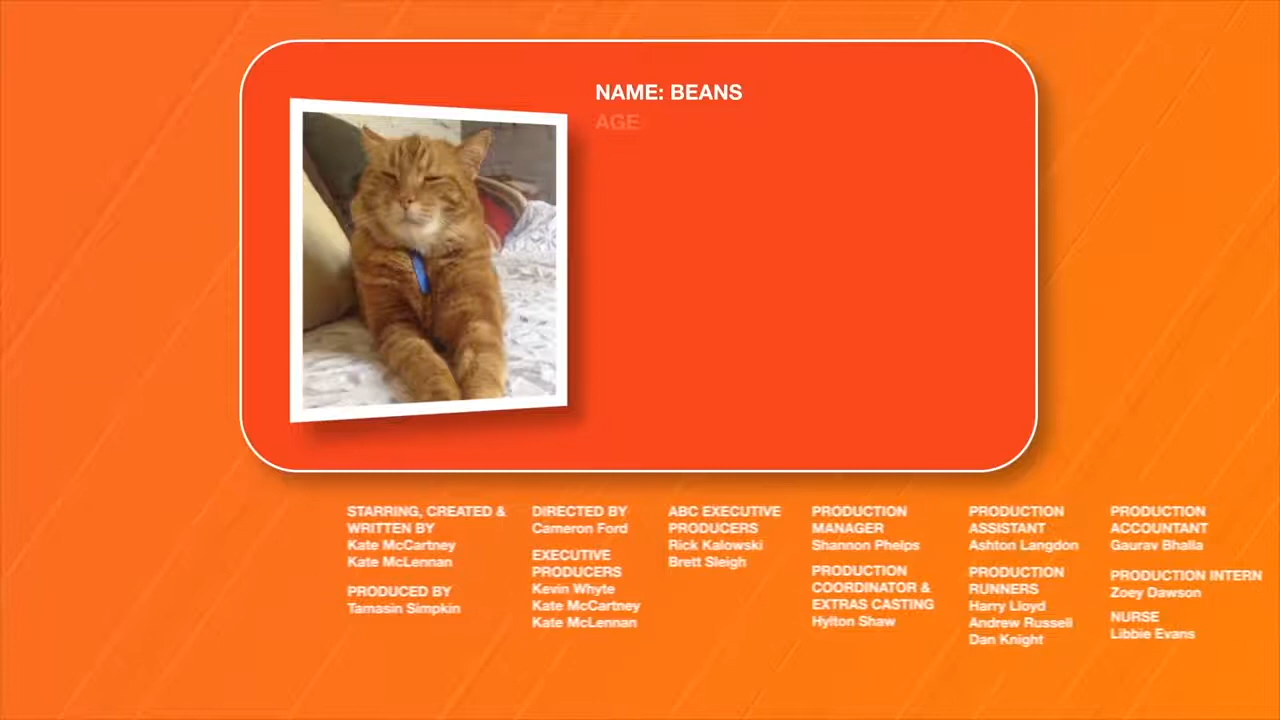 NAME: BEANS
AGE
STARRING, CREATED &
WRITTEN BY
Kate McCartney
Kate McLennan
PRODUCED BY
Tamasin Simpkin
DIRECTED BY
Cameron Ford
EXECUTIVE
PRODUCERS
Kevin Whyte
Kate McCartney
Kate McLennan
ABC EXECUTIVE
PRODUCERS
Rick Kalowski
Brett Sleigh
PRODUCTION
MANAGER
Shannon Phelps
PRODUCTION
COORDINATOR &
EXTRAS CASTING
Hylton Shaw
PRODUCTION
ASSISTANT
Ashton Langdon
PRODUCTION
RUNNERS
Harry Lloyd
Andrew Russell
Dan Knight
PRODUCTION
ACCOUNTANT
Gaurav Bhalla
PRODUCTION INTERN
Zoey Dawson
NURSE
Libbie Evans